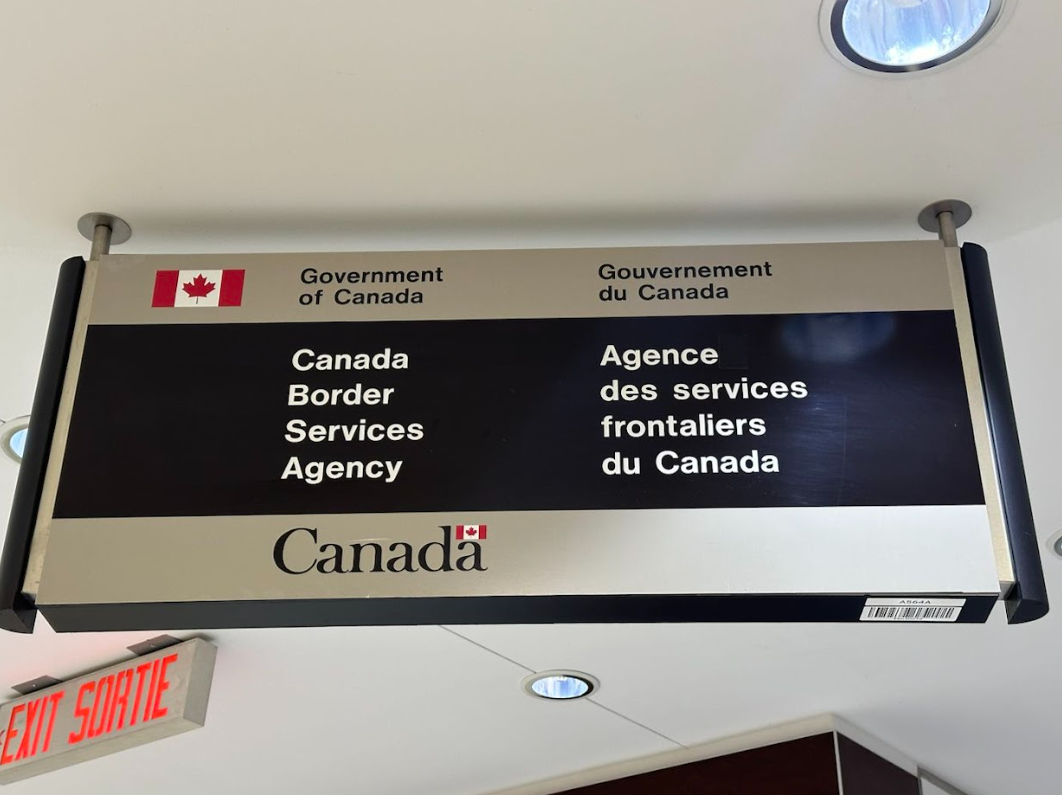 Government
of Canada
Gouvernement
du Canada
Canada
Border
Services
Agency
Agence
des services
frontaliers
du Canada
Canada
A564A
EXIT SORTIE